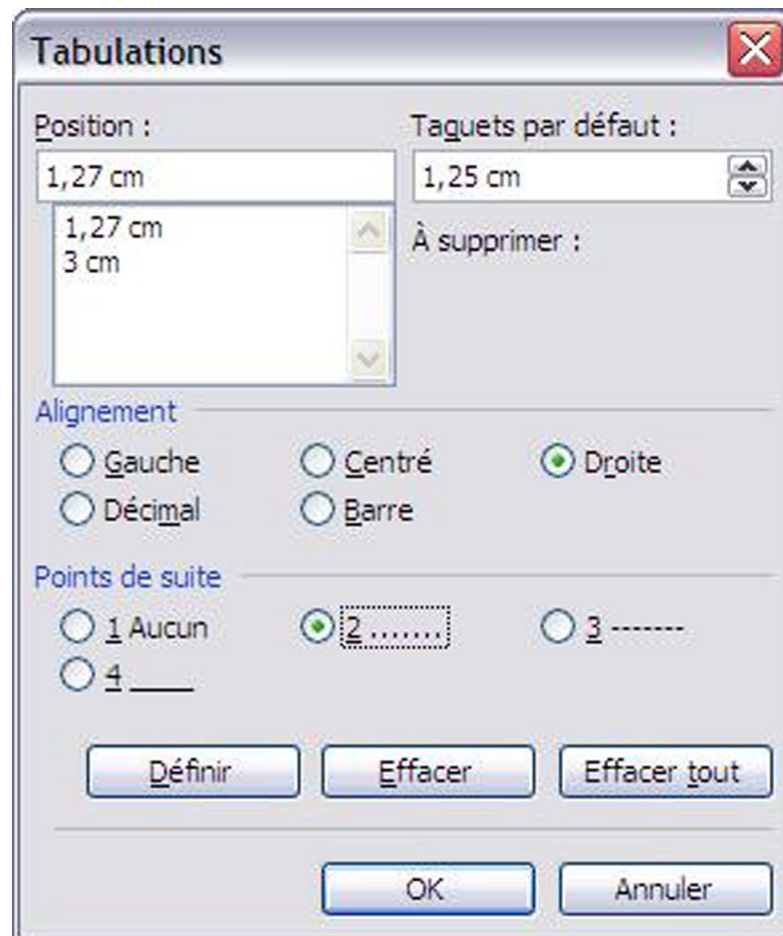 Tabulations
Position : Taguets par défaut :
1,27 cm 1,25 cm
1,27 cm
3 cm
À supprimer :
Alignement
Gauche Centré Droite
Décimal Barre
Points de suite
1 Aucun 2 ....... 3 -------
4 ____
Définir Effacer Effacer tout
OK Annuler